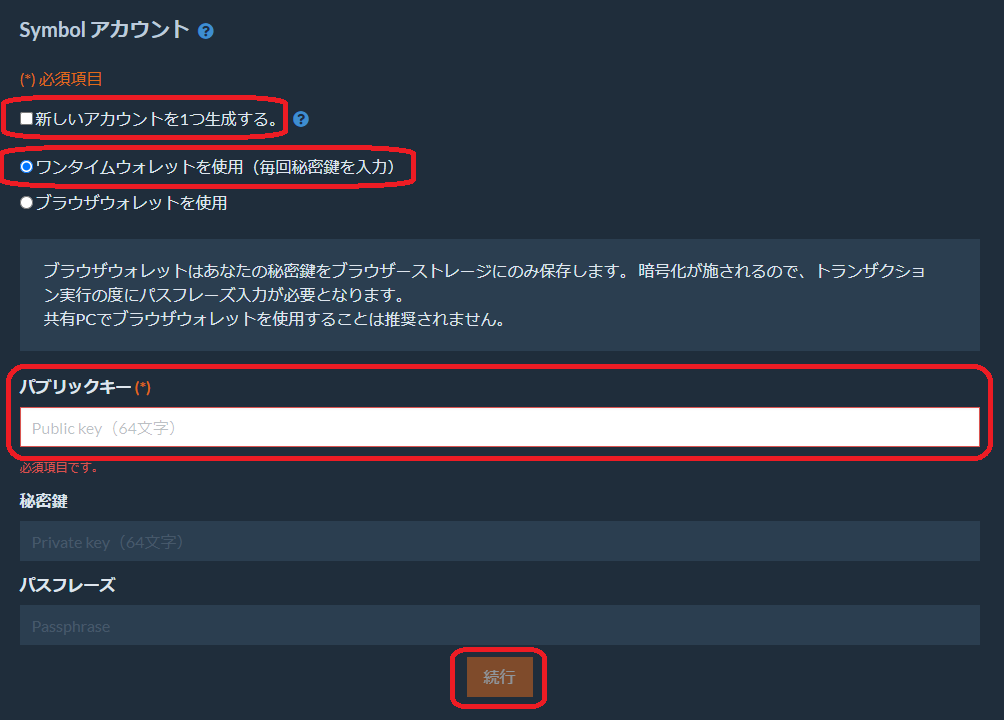 Symbol アカウント ?
(*) 必須項目
新しいアカウントを1つ生成する。 ?
ワンタイムウォレットを使用（毎回秘密鍵を入力）
ブラウザウォレットを使用
ブラウザウォレットはあなたの秘密鍵をブラウザーストレージにのみ保存します。 暗号化が施されるので、トランザクショ
ン実行の度にパスフレーズ入力が必要となります。
共有PCでブラウザウォレットを使用することは推奨されません。
パブリックキー (*)
Public key（64文字）
必須項目です。
秘密鍵
Private key（64文字）
パスフレーズ
Passphrase
続行